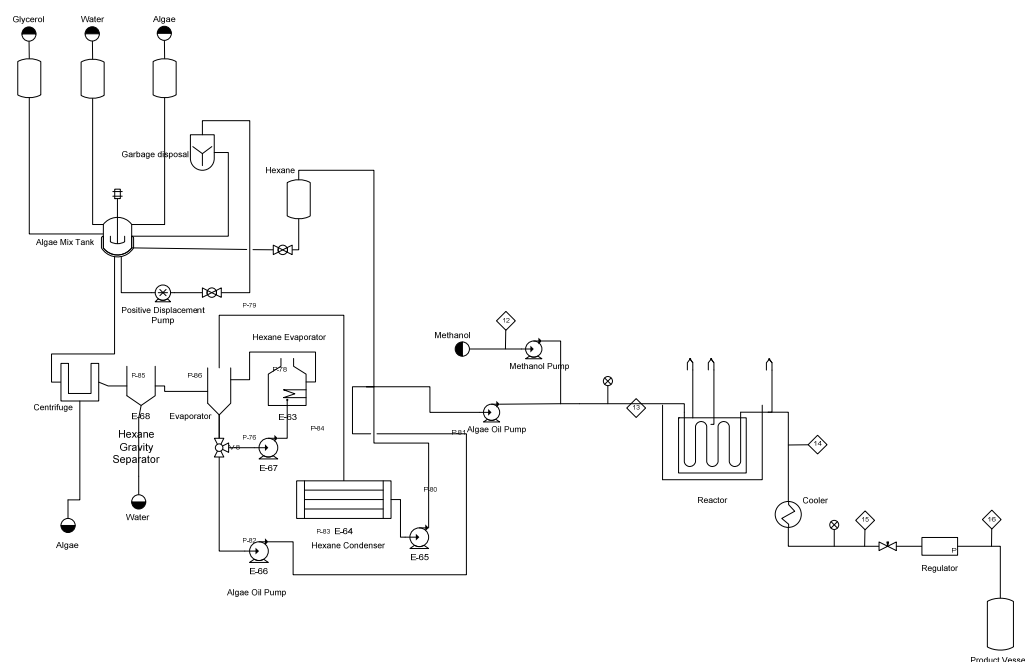 Glycerol
Water
Algae
Garbage disposal
Hexane
Algae Mix Tank
Positive Displacement
Pump
P-79
Hexane Evaporator
Methanol
12
Methanol Pump
P-85
P-86
P-78
Centrifuge
E-68
Evaporator
E-63
13
Hexane
Gravity
Separator
P-76
V-8
P-84
P-81
Algae Oil Pump
14
E-67
P-80
Reactor
Cooler
Water
Algae
P-82
P-83
E-64
Hexane Condenser
E-65
E-66
15
16
P
Regulator
Algae Oil Pump
Product Vesse